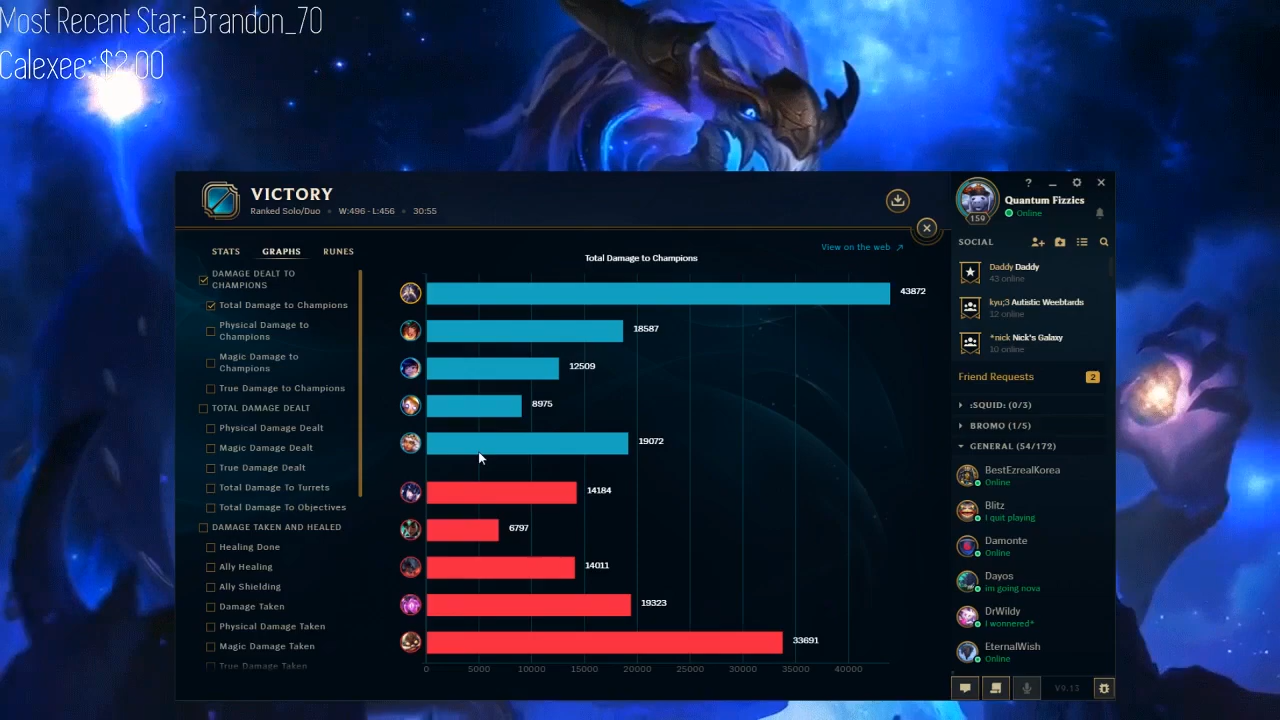 Most Recent Star: Brandon_70
Calexee: $2.00
VICTORY
Ranked Solo/Duo • W:496 - L:456 • 30:55
STATS GRAPHS RUNES
View on the web
DAMAGE DEALT TO
CHAMPIONS
Total Damage to Champions
Physical Damage to
Champions
Magic Damage to
Champions
True Damage to Champions
TOTAL DAMAGE DEALT
Physical Damage Dealt
Magic Damage Dealt
True Damage Dealt
Total Damage To Turrets
Total Damage To Objectives
DAMAGE TAKEN AND HEALED
Healing Done
Ally Healing
Ally Shielding
Damage Taken
Physical Damage Taken
Magic Damage Taken
True Damage Taken
Total Damage to Champions
43872
18587
12509
8975
19072
14184
6797
14011
19323
33691
0 5000 10000 15000 20000 25000 30000 35000 40000
?
159
Quantum Fizzics
Online
SOCIAL
Daddy Daddy
43 online
kyu;3 Autistic Weebtards
12 online
*nick Nick's Galaxy
10 online
Friend Requests 2
:SQUID: (0/3)
BROMO (1/5)
GENERAL (54/172)
BestEzrealKorea
Online
Blitz
I quit playing
Damonte
Online
Dayos
im going nova
DrWildy
I wonnered*
EternalWish
Online
V9.13